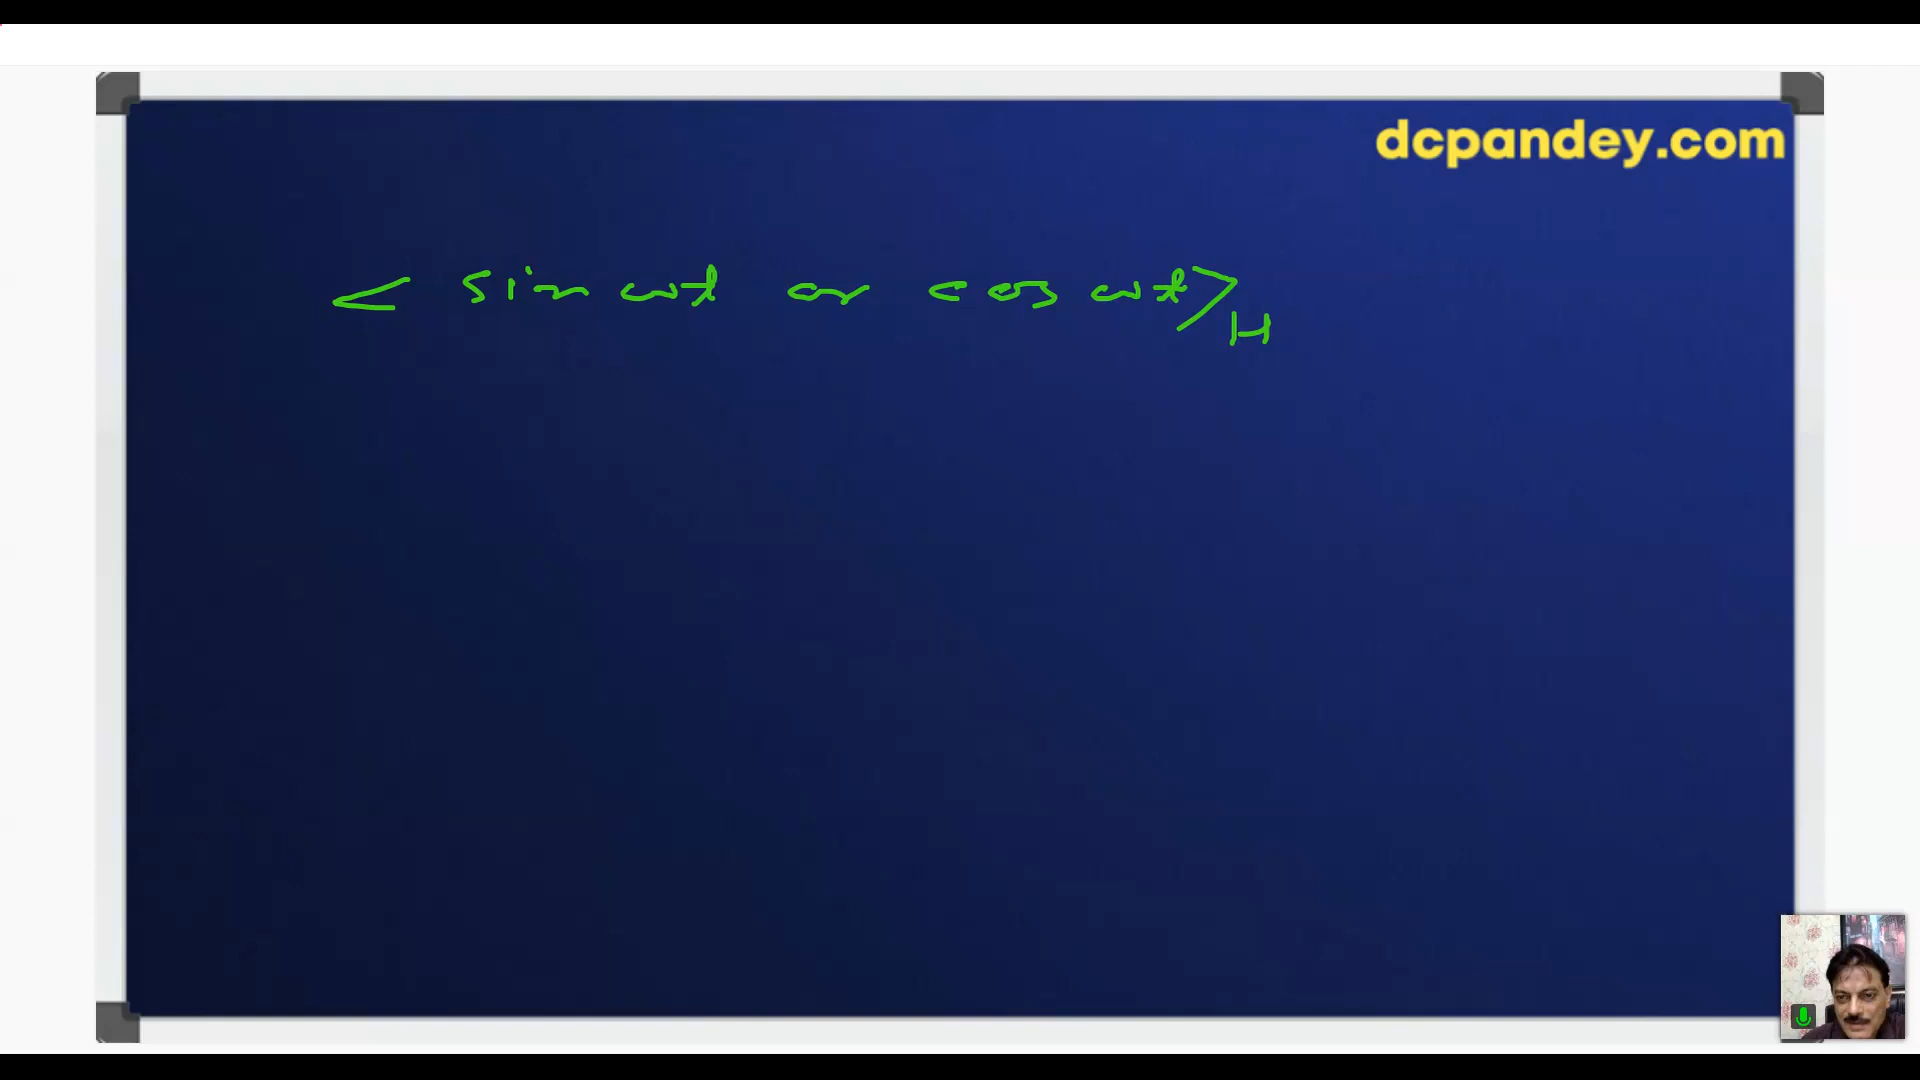 dcpandey.com
< sin ωt or cos ωt >H